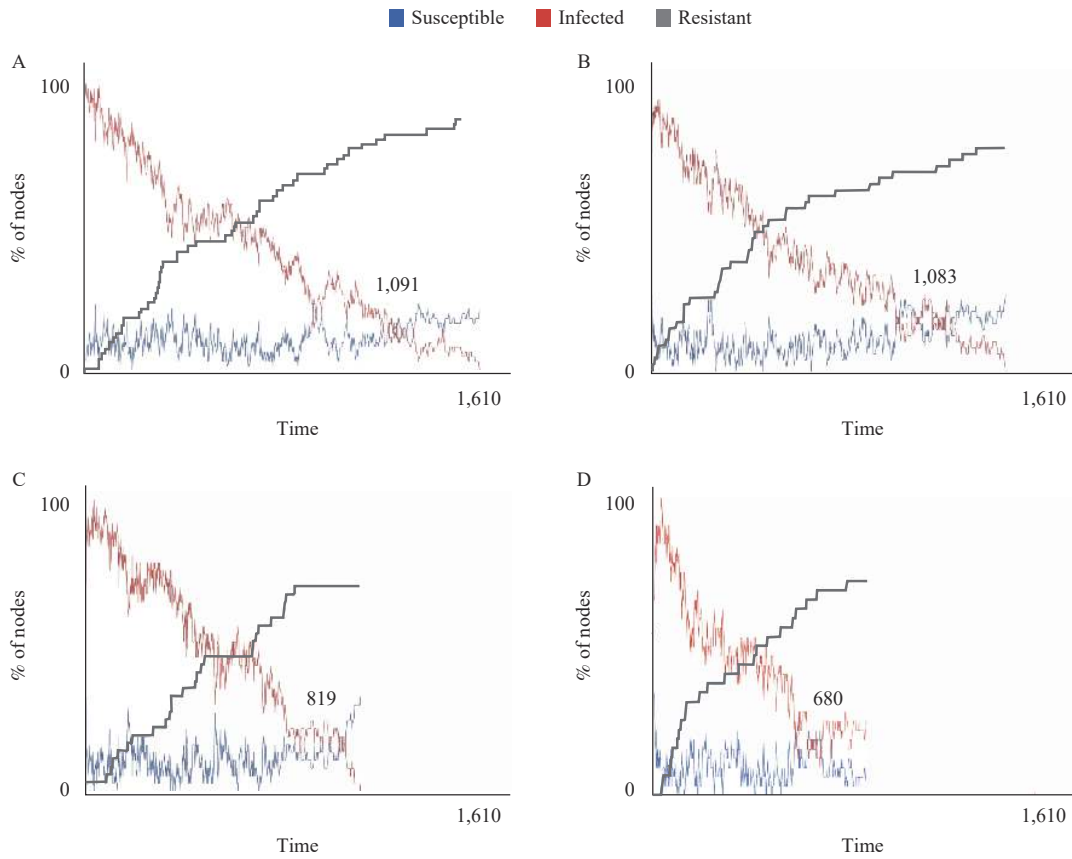 Susceptible Infected Resistant
A
100
% of nodes
1,091
0
1,610
Time
B
100
% of nodes
1,083
0
1,610
Time
C
100
% of nodes
819
0
1,610
Time
D
100
% of nodes
680
0
1,610
Time